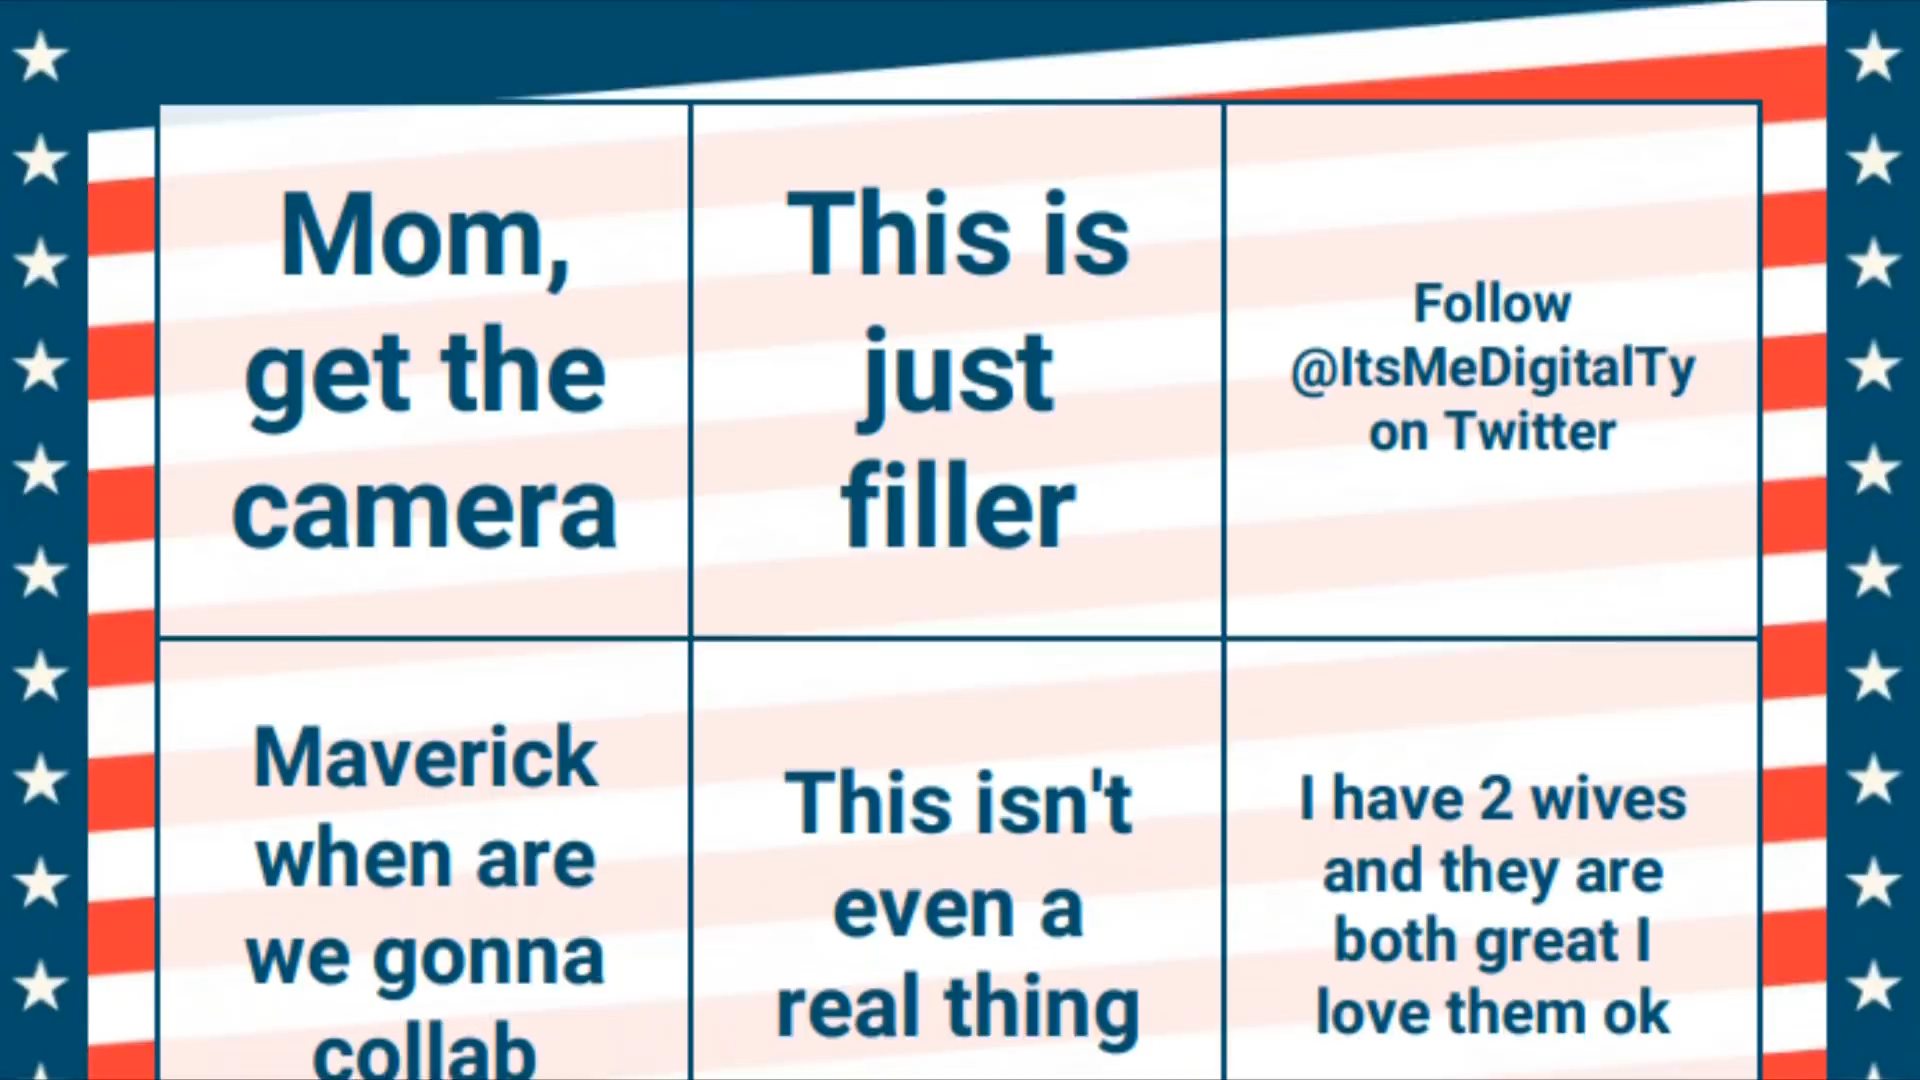 Mom,
get the
camera
This is
just
filler
Follow
@ItsMeDigitalTy
on Twitter
Maverick
when are
we gonna
collab
This isn't
even a
real thing
I have 2 wives
and they are
both great I
love them ok